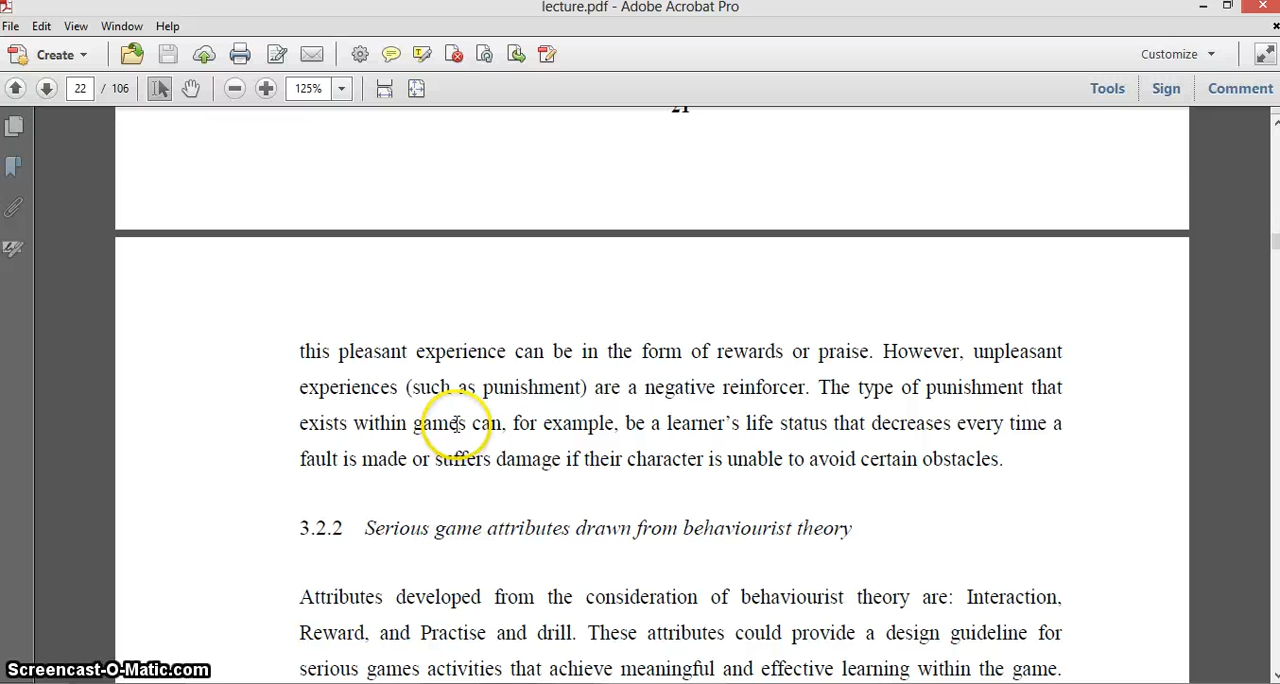 lecture.pdf - Adobe Acrobat Pro
File Edit View Window Help
Create Customize
22 / 106 125% Tools Sign Comment
21
this pleasant experience can be in the form of rewards or praise. However, unpleasant
experiences (such as punishment) are a negative reinforcer. The type of punishment that
exists within games can, for example, be a learner’s life status that decreases every time a
fault is made or suffers damage if their character is unable to avoid certain obstacles.
3.2.2 Serious game attributes drawn from behaviourist theory
Attributes developed from the consideration of behaviourist theory are: Interaction,
Reward, and Practise and drill. These attributes could provide a design guideline for
serious games activities that achieve meaningful and effective learning within the game.
Screencast-O-Matic.com